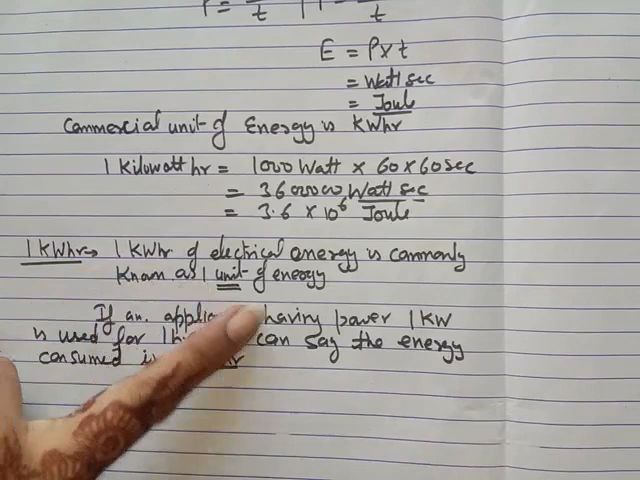 E = P x t
= Watt sec
= Joule
Commercial unit of Energy is KWhr
1 Kilowatt hr = 1000 Watt x 60 x 60 sec
= 3600000 Watt sec
= 3.6 x 10⁶ Joule
1 KWhr → 1 KWhr of electrical energy is commonly
Known as 1 unit of energy
If an having power 1 KW
is used for can say the energy
consumed